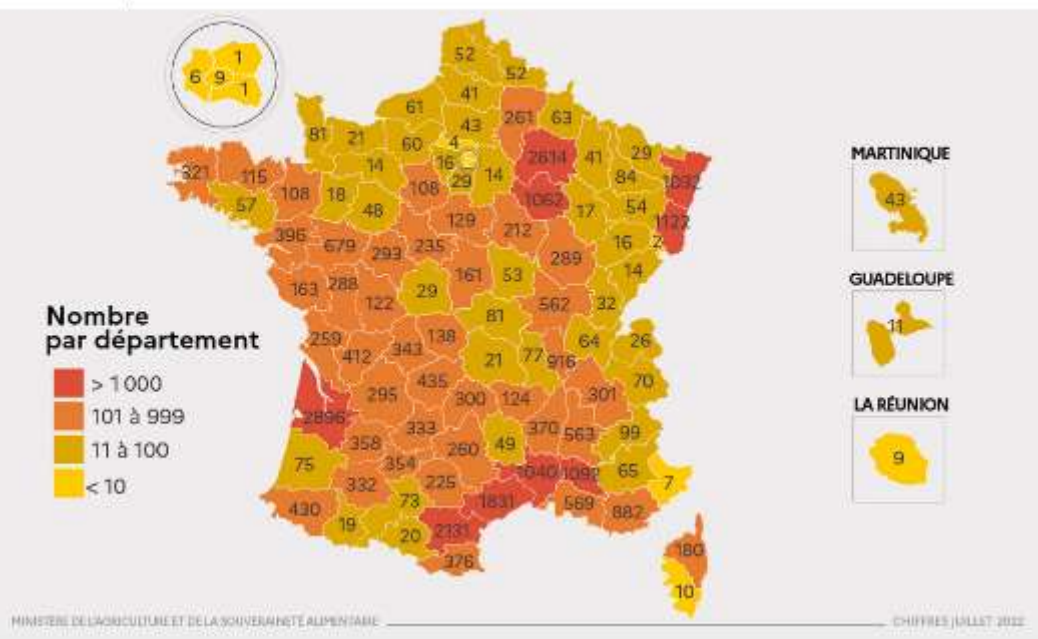 1
6 9
1
52
52
41
61
261 63
43
81 21 60 4
2614 41 29
14 16
84
321 115 29 14
108 108 1062
57 18 48 17 54 1122
129 212
396 679 235 16 2
293 289
161 53 14
163 288 29
122 562 32
81
259 138 64 26
412 343 21 77 916
70
435
295 300 124 301
2896 333 370 563 99
358 260 49
75 354 65
332 225 1092 7
430 73 1831 569 882
19 20 2131
376
180
10
Nombre
par département
> 1 000
101 à 999
11 à 100
< 10
MARTINIQUE
43
GUADELOUPE
11
LA RÉUNION
9
MINISTÈRE DE L'AGRICULTURE ET DE LA SOUVERAINETÉ ALIMENTAIRE
CHIFFRES JUILLET 2022